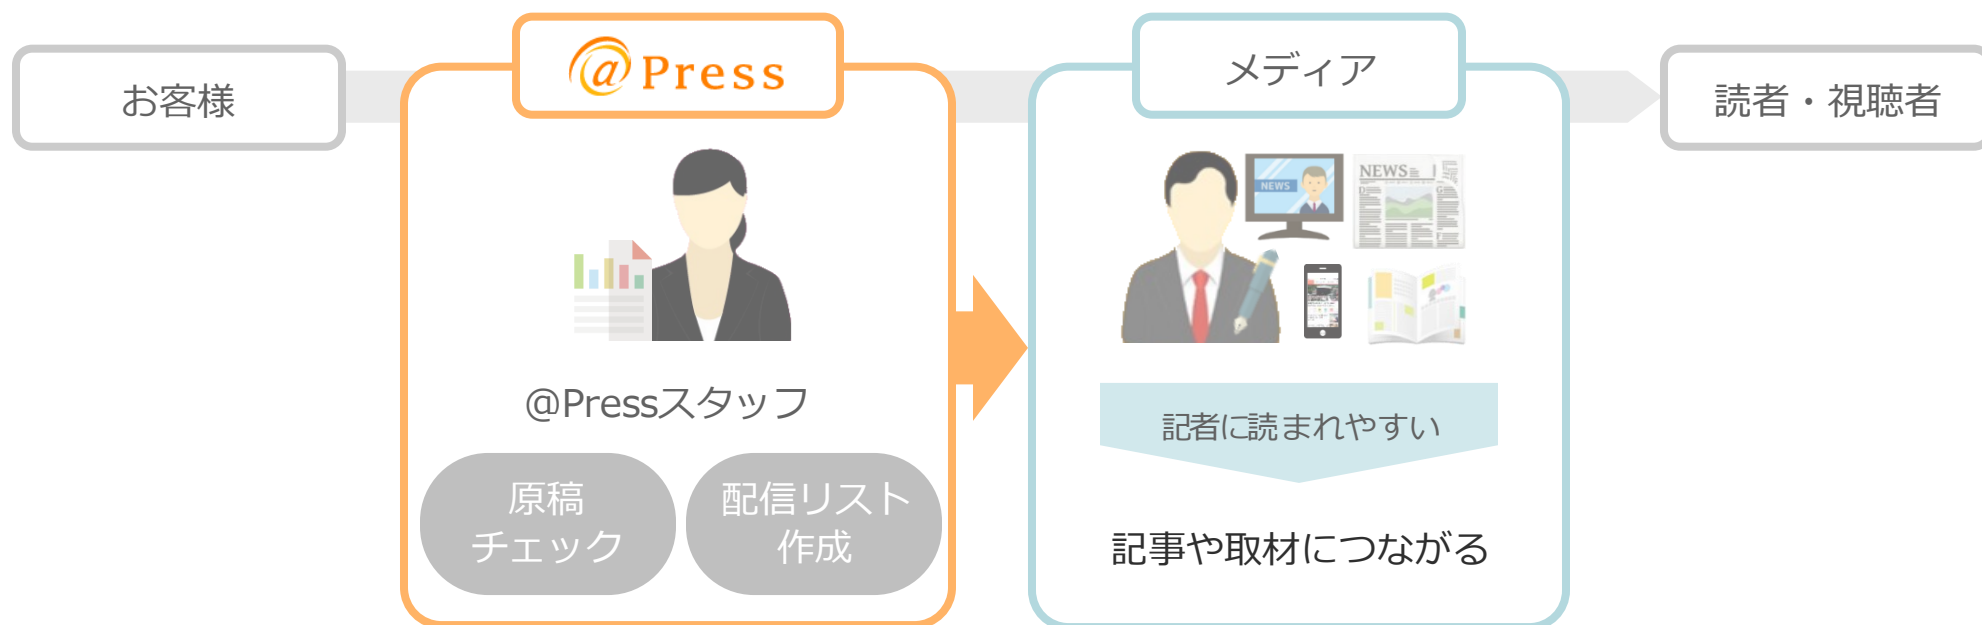 お客様
@Press
メディア
読者・視聴者
NEWS
NEWS
@Pressスタッフ
記者に読まれやすい
原稿
チェック
配信リスト
作成
記事や取材につながる